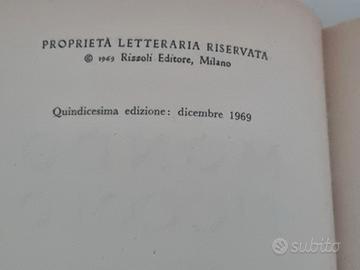 PROPRIETÀ LETTERARIA RISERVATA
© 1969 Rizzoli Editore, Milano
Quindicesima edizione: dicembre 1969
subito